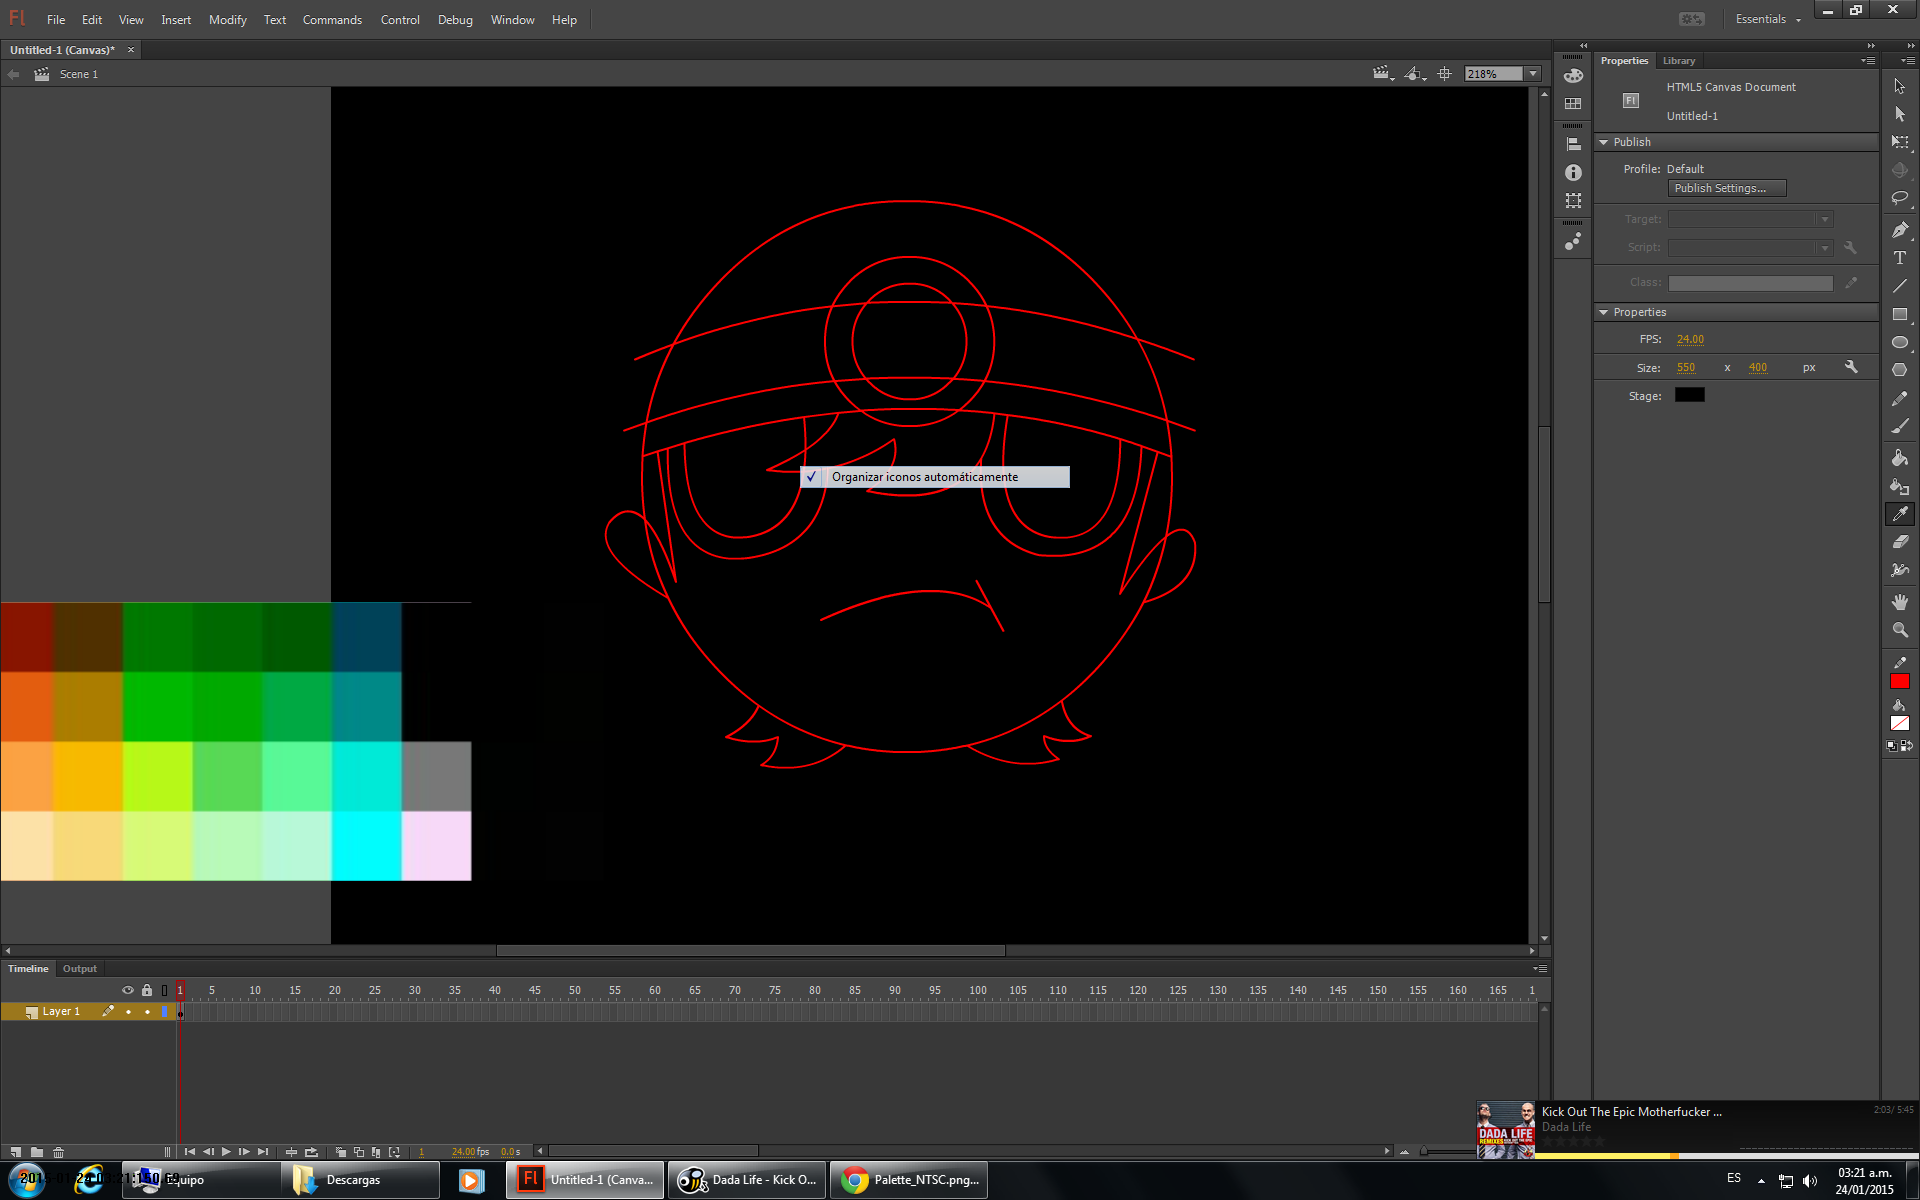 Fl File Edit View Insert Modify Text Commands Control Debug Window Help Essentials
Untitled-1 (Canvas)* ×
Scene 1 218%
Properties Library
Fl HTML5 Canvas Document
Untitled-1
Publish
Profile: Default
Publish Settings...
Target:
Script:
Class:
Properties
FPS: 24.00
Size: 550 x 400 px
Stage:
T
✓ Organizar iconos automáticamente
Timeline Output
1 5 10 15 20 25 30 35 40 45 50 55 60 65 70 75 80 85 90 95 100 105 110 115 120 125 130 135 140 145 150 155 160 165 1
Layer 1
1 24.00 fps 0.0 s
Kick Out The Epic Motherfucker ... 2:03/ 5:45
Dada Life
DADA LIFE
Equipo
Descargas
Fl Untitled-1 (Canva...
Dada Life - Kick O...
Palette_NTSC.png...
ES
03:21 a.m.
24/01/2015